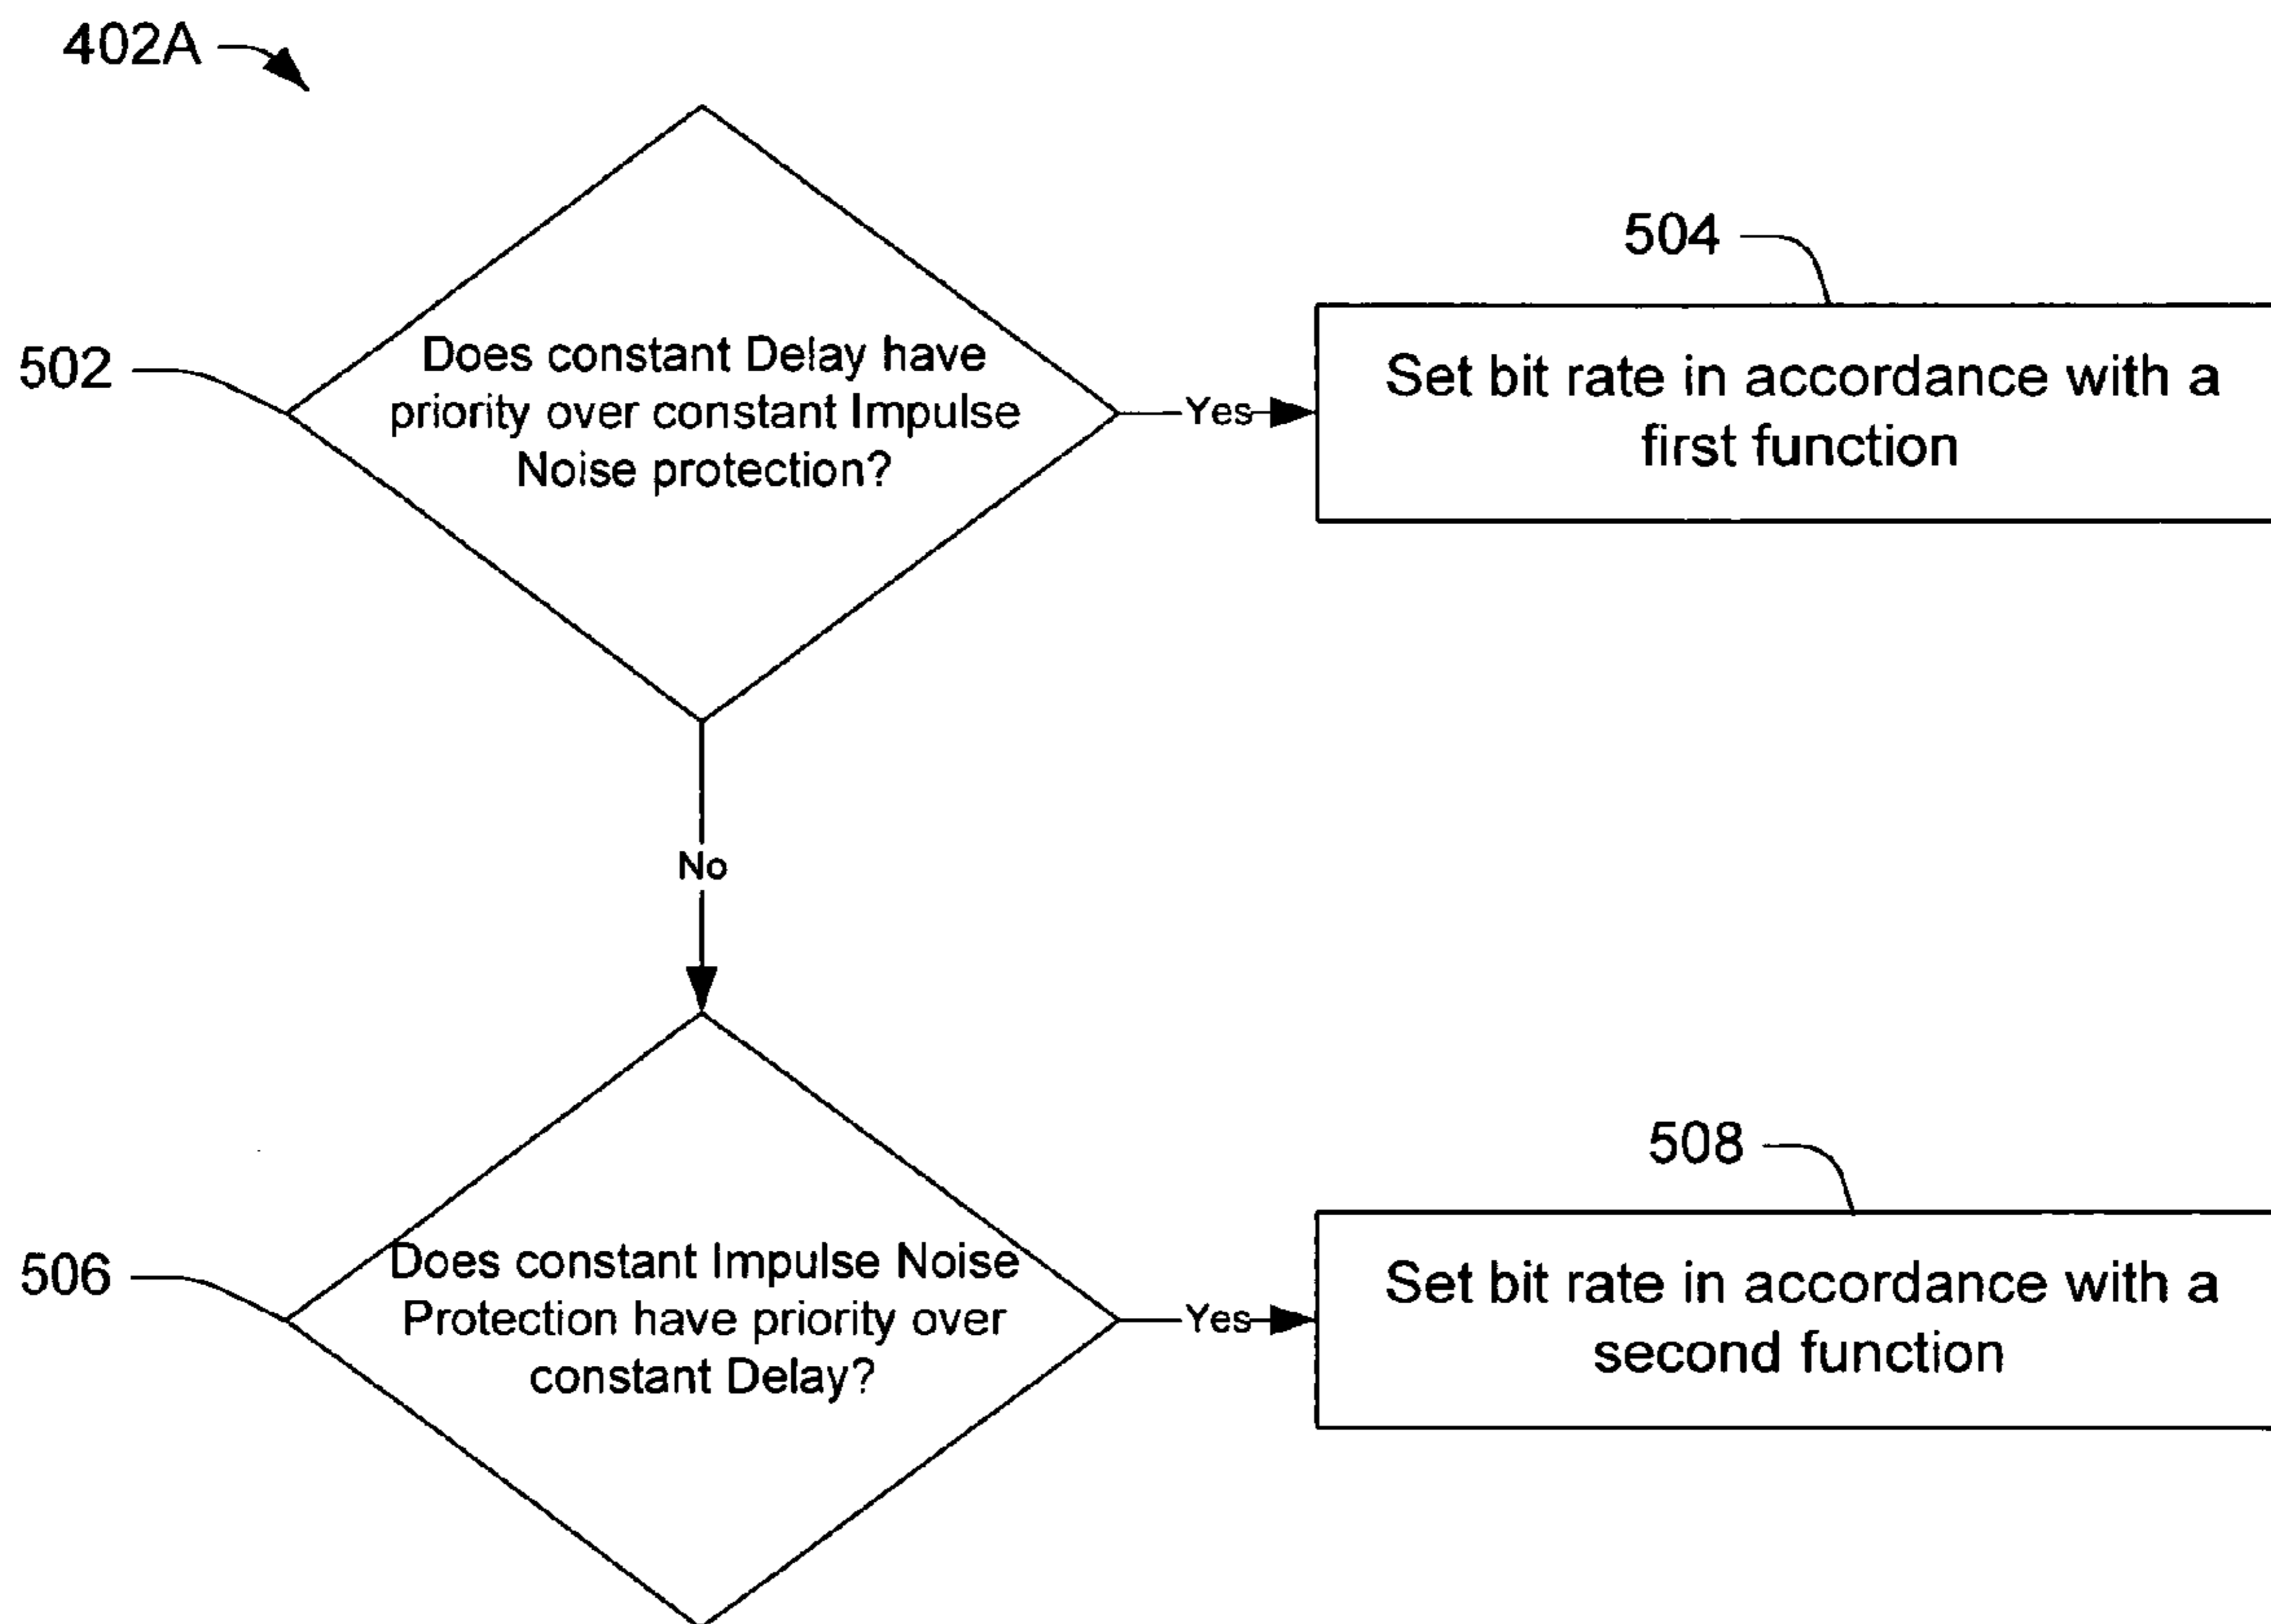 402A
502
Does constant Delay have
priority over constant Impulse
Noise protection?
Yes
504
Set bit rate in accordance with a
first function
No
506
Does constant Impulse Noise
Protection have priority over
constant Delay?
Yes
508
Set bit rate in accordance with a
second function